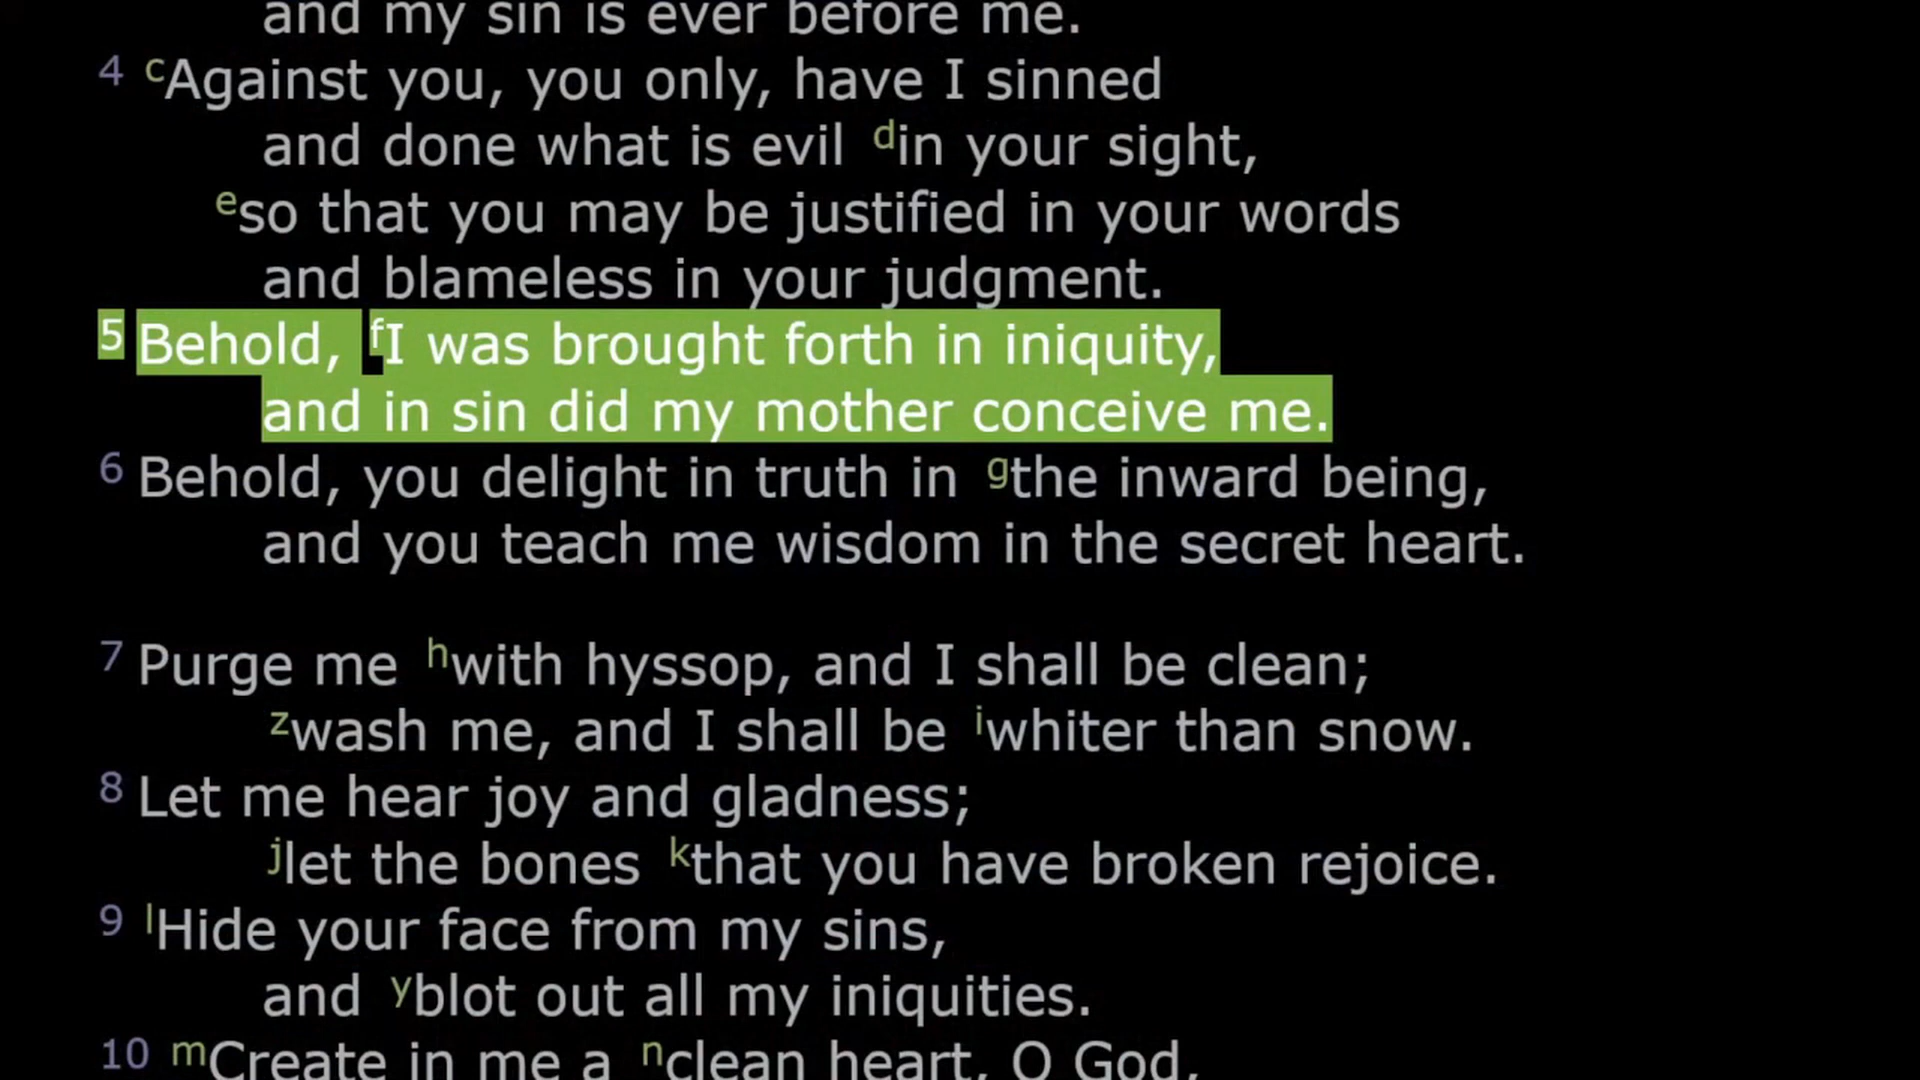 and my sin is ever before me.
4 cAgainst you, you only, have I sinned
and done what is evil din your sight,
eso that you may be justified in your words
and blameless in your judgment.
5 Behold, fI was brought forth in iniquity,
and in sin did my mother conceive me.
6 Behold, you delight in truth in gthe inward being,
and you teach me wisdom in the secret heart.
7 Purge me hwith hyssop, and I shall be clean;
zwash me, and I shall be iwhiter than snow.
8 Let me hear joy and gladness;
jlet the bones kthat you have broken rejoice.
9 lHide your face from my sins,
and yblot out all my iniquities.
10 mCreate in me a nclean heart, O God,